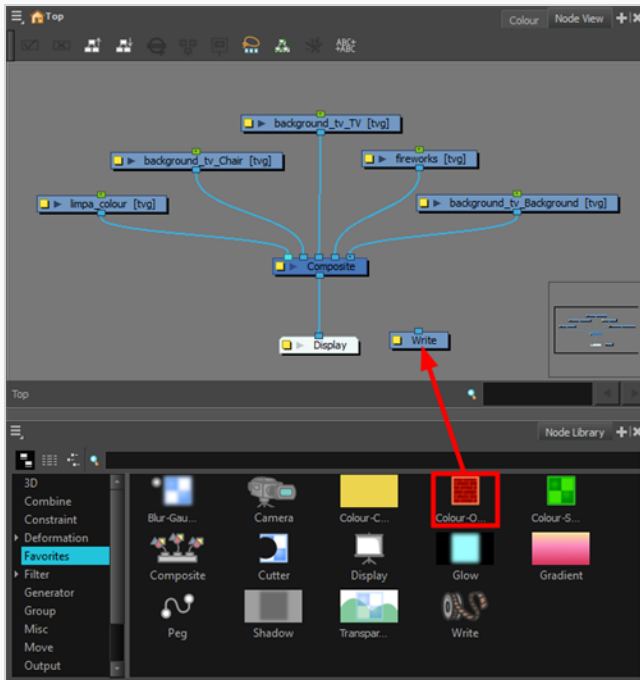 Top
Colour
Node View
ABC+
+ABC
background_tv_TV [tvg]
background_tv_Chair [tvg]
fireworks [tvg]
limpa_colour [tvg]
background_tv_Background [tvg]
Composite
Display
Write
Top
Node Library
3D
Combine
Constraint
Deformation
Favorites
Filter
Generator
Group
Misc
Move
Output
Blur-Gau...
Camera
Colour-C...
Colour-O...
Colour-S...
Composite
Cutter
Display
Glow
Gradient
Peg
Shadow
Transpar...
Write